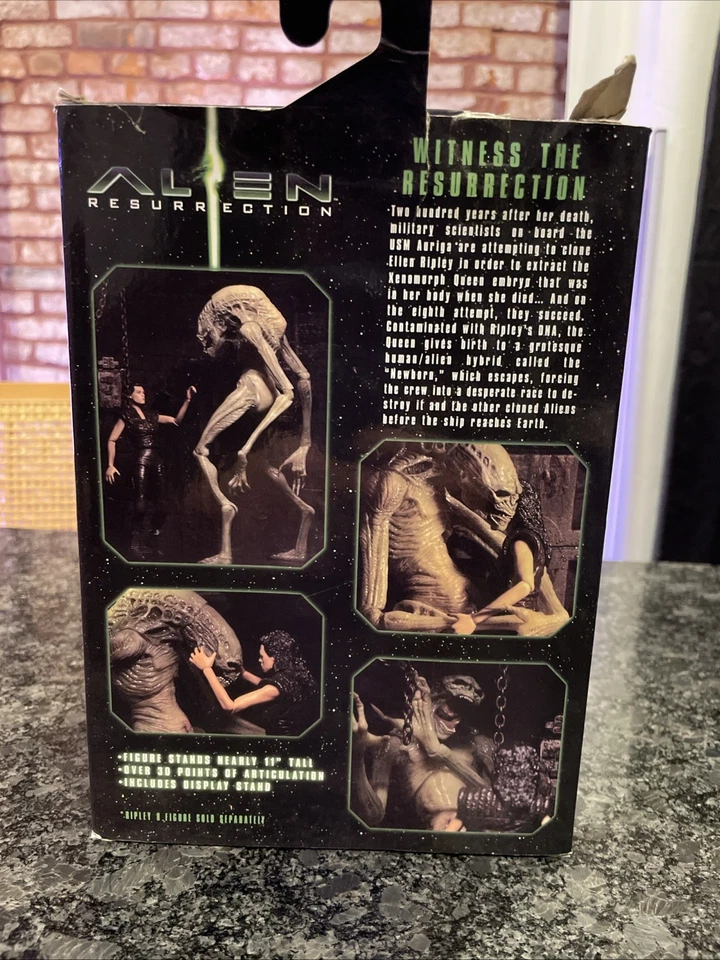 ALIEN
RESURRECTION™
WITNESS THE
RESURRECTION
Two hundred years after her death,
military scientists on board the
USM Auriga are attempting to clone
Ellen Ripley in order to extract the
Xenomorph Queen embryo that was
in her body when she died... And on
the eighth attempt, they succeed.
Contaminated with Ripley's DNA, the
Queen gives birth to a grotesque
human/alien hybrid called the
"Newborn," which escapes, forcing
the crew into a desperate race to de-
stroy it and the other cloned Aliens
before the ship reaches Earth.
•FIGURE STANDS NEARLY 11" TALL
•OVER 30 POINTS OF ARTICULATION
•INCLUDES DISPLAY STAND
*RIPLEY 8 FIGURE SOLD SEPARATELY